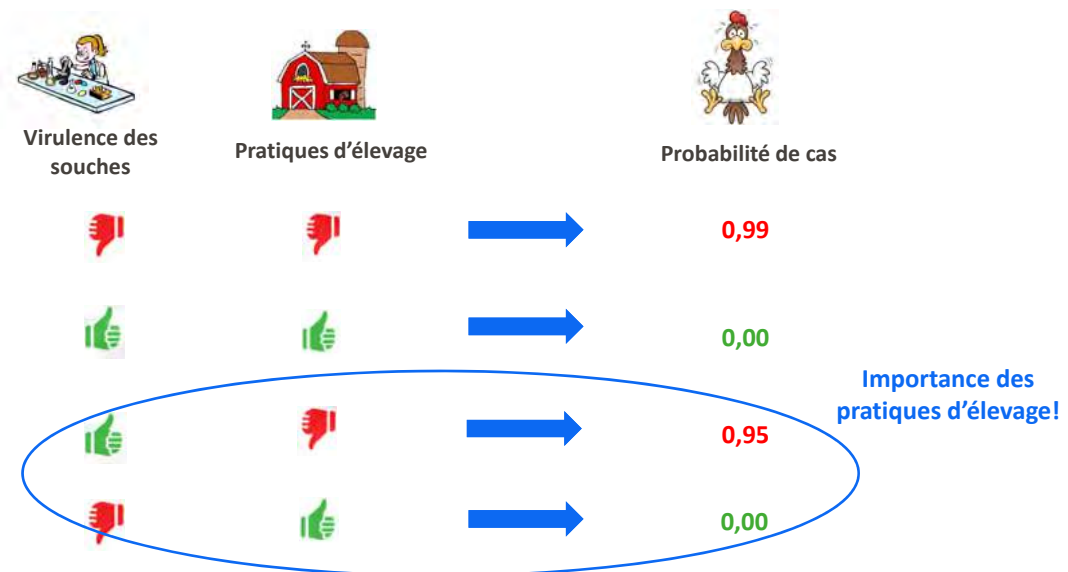 Virulence des
souches
Pratiques d'élevage
Probabilité de cas
0,99
0,00
0,95
0,00
Importance des
pratiques d'élevage!